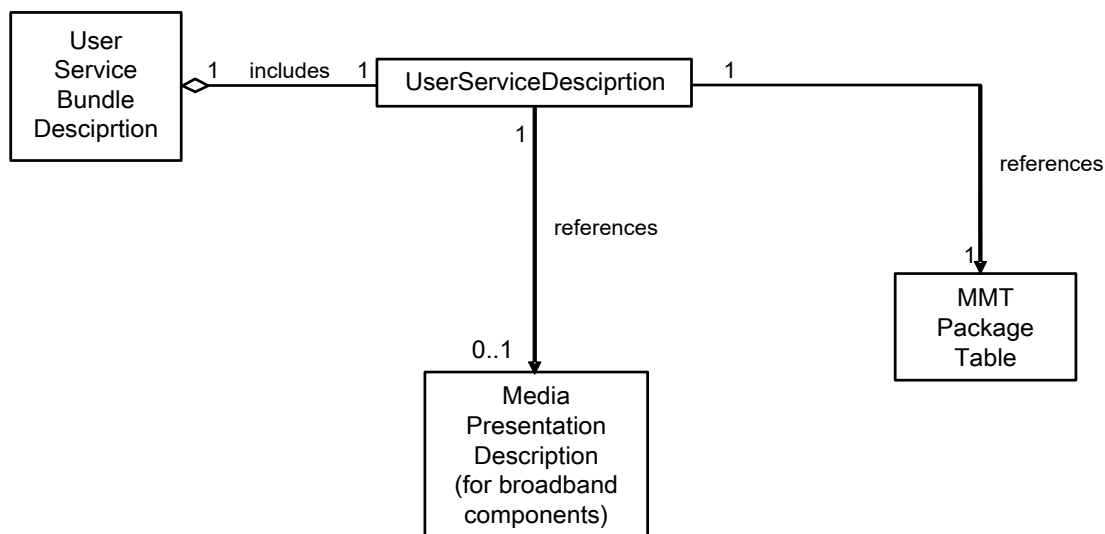 User
Service
Bundle
Desciprtion
1
includes
1
UserServiceDesciprtion
1
1
references
references
1
0..1
MMT
Package
Table
Media
Presentation
Description
(for broadband
components)